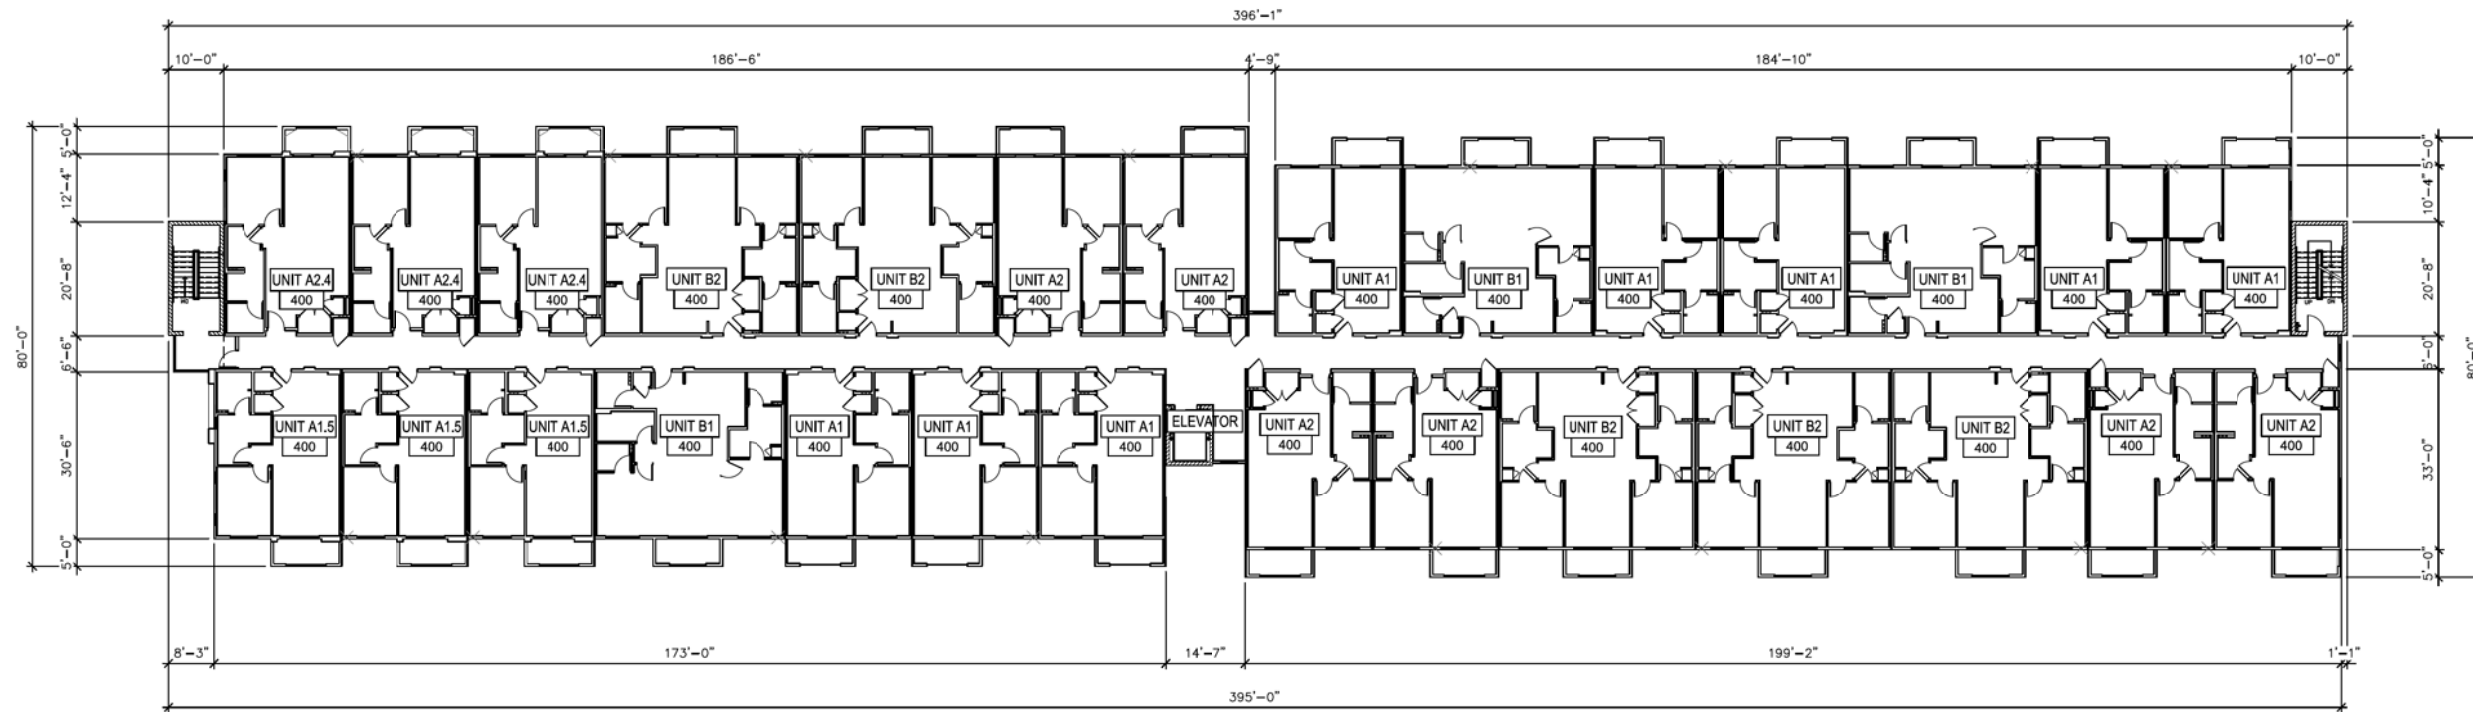 396'-1"
10'-0" 186'-6" 4'-9" 184'-10" 10'-0"
80'-0"
5'-0"
12'-4"
20'-8"
6'-6"
30'-6"
5'-0"
UNIT A2.4
400
UNIT A2.4
400
UNIT A2.4
400
UNIT B2
400
UNIT B2
400
UNIT A2
400
UNIT A2
400
UNIT A1
400
UNIT B1
400
UNIT A1
400
UNIT A1
400
UNIT B1
400
UNIT A1
400
UNIT A1
400
UNIT A1.5
400
UNIT A1.5
400
UNIT A1.5
400
UNIT B1
400
UNIT A1
400
UNIT A1
400
UNIT A1
400
ELEVATOR
UNIT A2
400
UNIT A2
400
UNIT B2
400
UNIT B2
400
UNIT B2
400
UNIT A2
400
UNIT A2
400
5'-0"
10'-4"
20'-8"
6'-0"
33'-0"
5'-0"
80'-0"
8'-3" 173'-0" 14'-7" 199'-2" 1'-1"
395'-0"